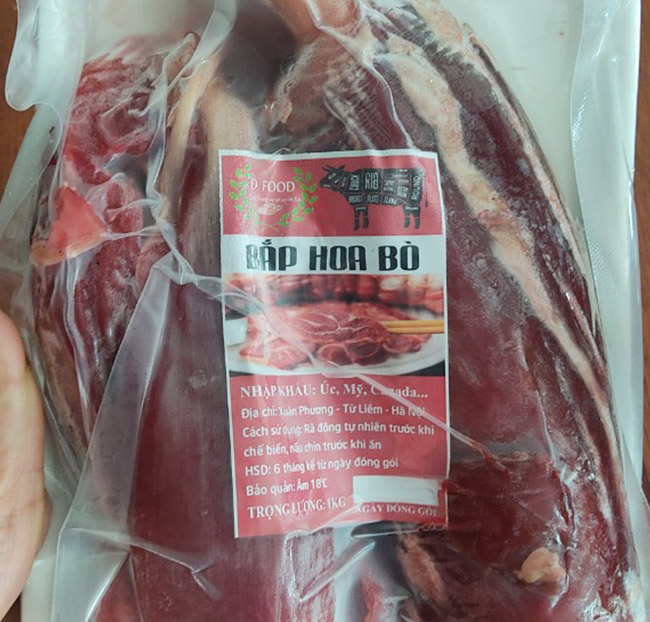 D FOOD
RIB
BẮP HOA BÒ
NHẬP KHẨU: Úc, Mỹ, Canada...
Địa chỉ: Xuân Phương - Từ Liêm - Hà Nội
Cách sử dụng: Rã đông tự nhiên trước khi
chế biến, nấu chín trước khi ăn
HSD: 6 tháng kể từ ngày đóng gói
Bảo quản: Âm 18°C
TRỌNG LƯỢNG: 1KG
NGÀY ĐÓNG GÓI